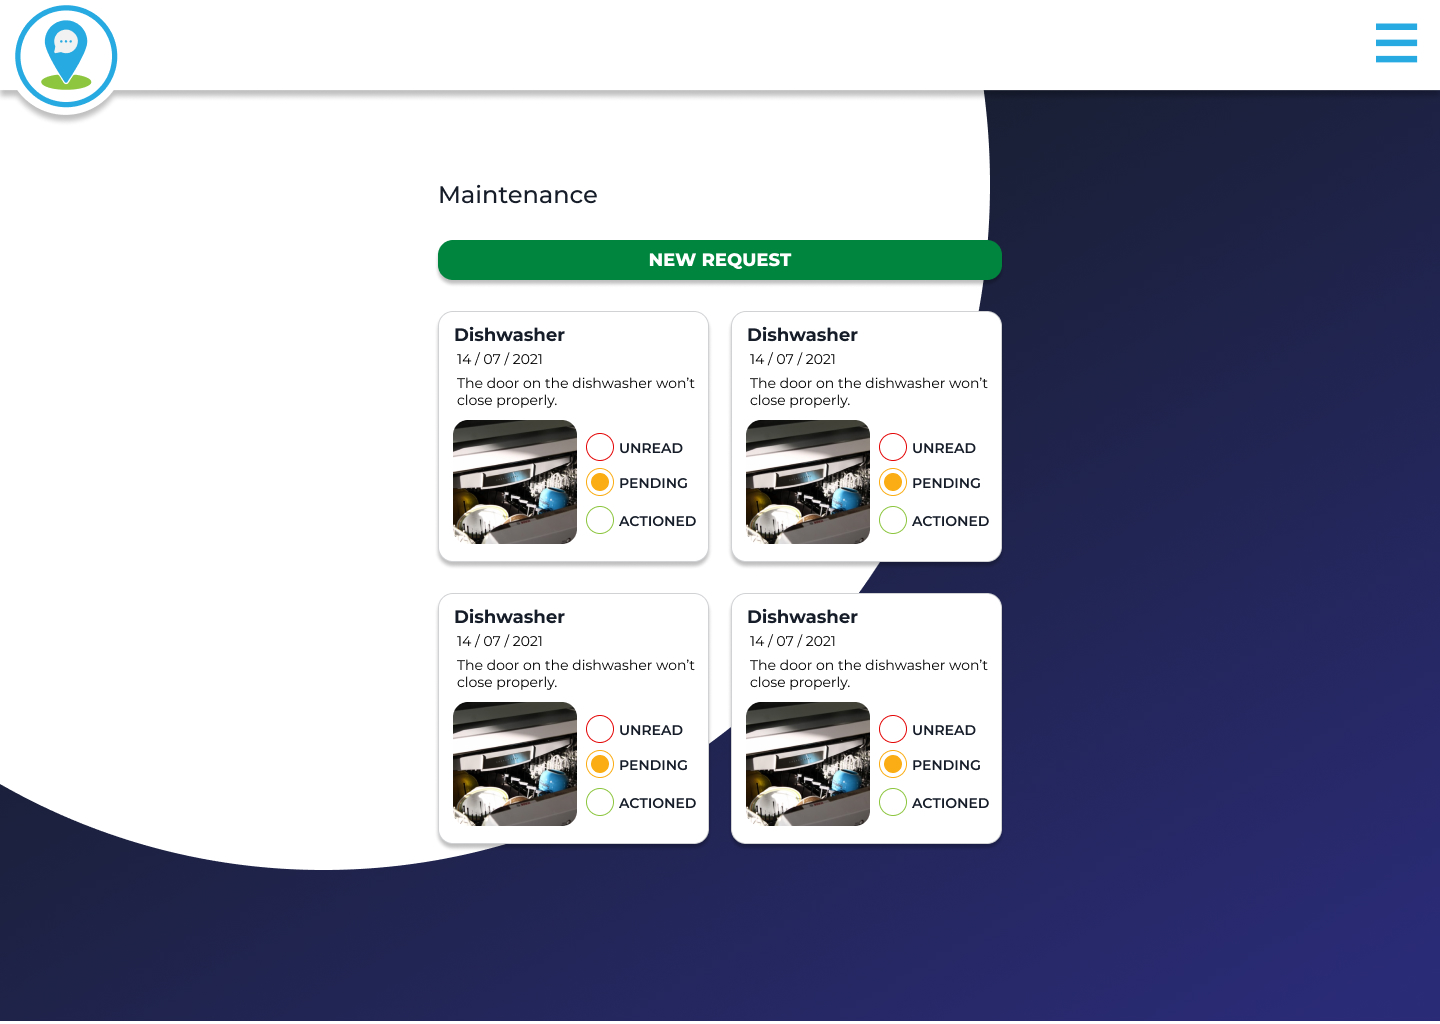 Maintenance
NEW REQUEST
Dishwasher
14 / 07 / 2021
The door on the dishwasher won’t
close properly.
UNREAD
PENDING
ACTIONED
Dishwasher
14 / 07 / 2021
The door on the dishwasher won’t
close properly.
UNREAD
PENDING
ACTIONED
Dishwasher
14 / 07 / 2021
The door on the dishwasher won’t
close properly.
UNREAD
PENDING
ACTIONED
Dishwasher
14 / 07 / 2021
The door on the dishwasher won’t
close properly.
UNREAD
PENDING
ACTIONED